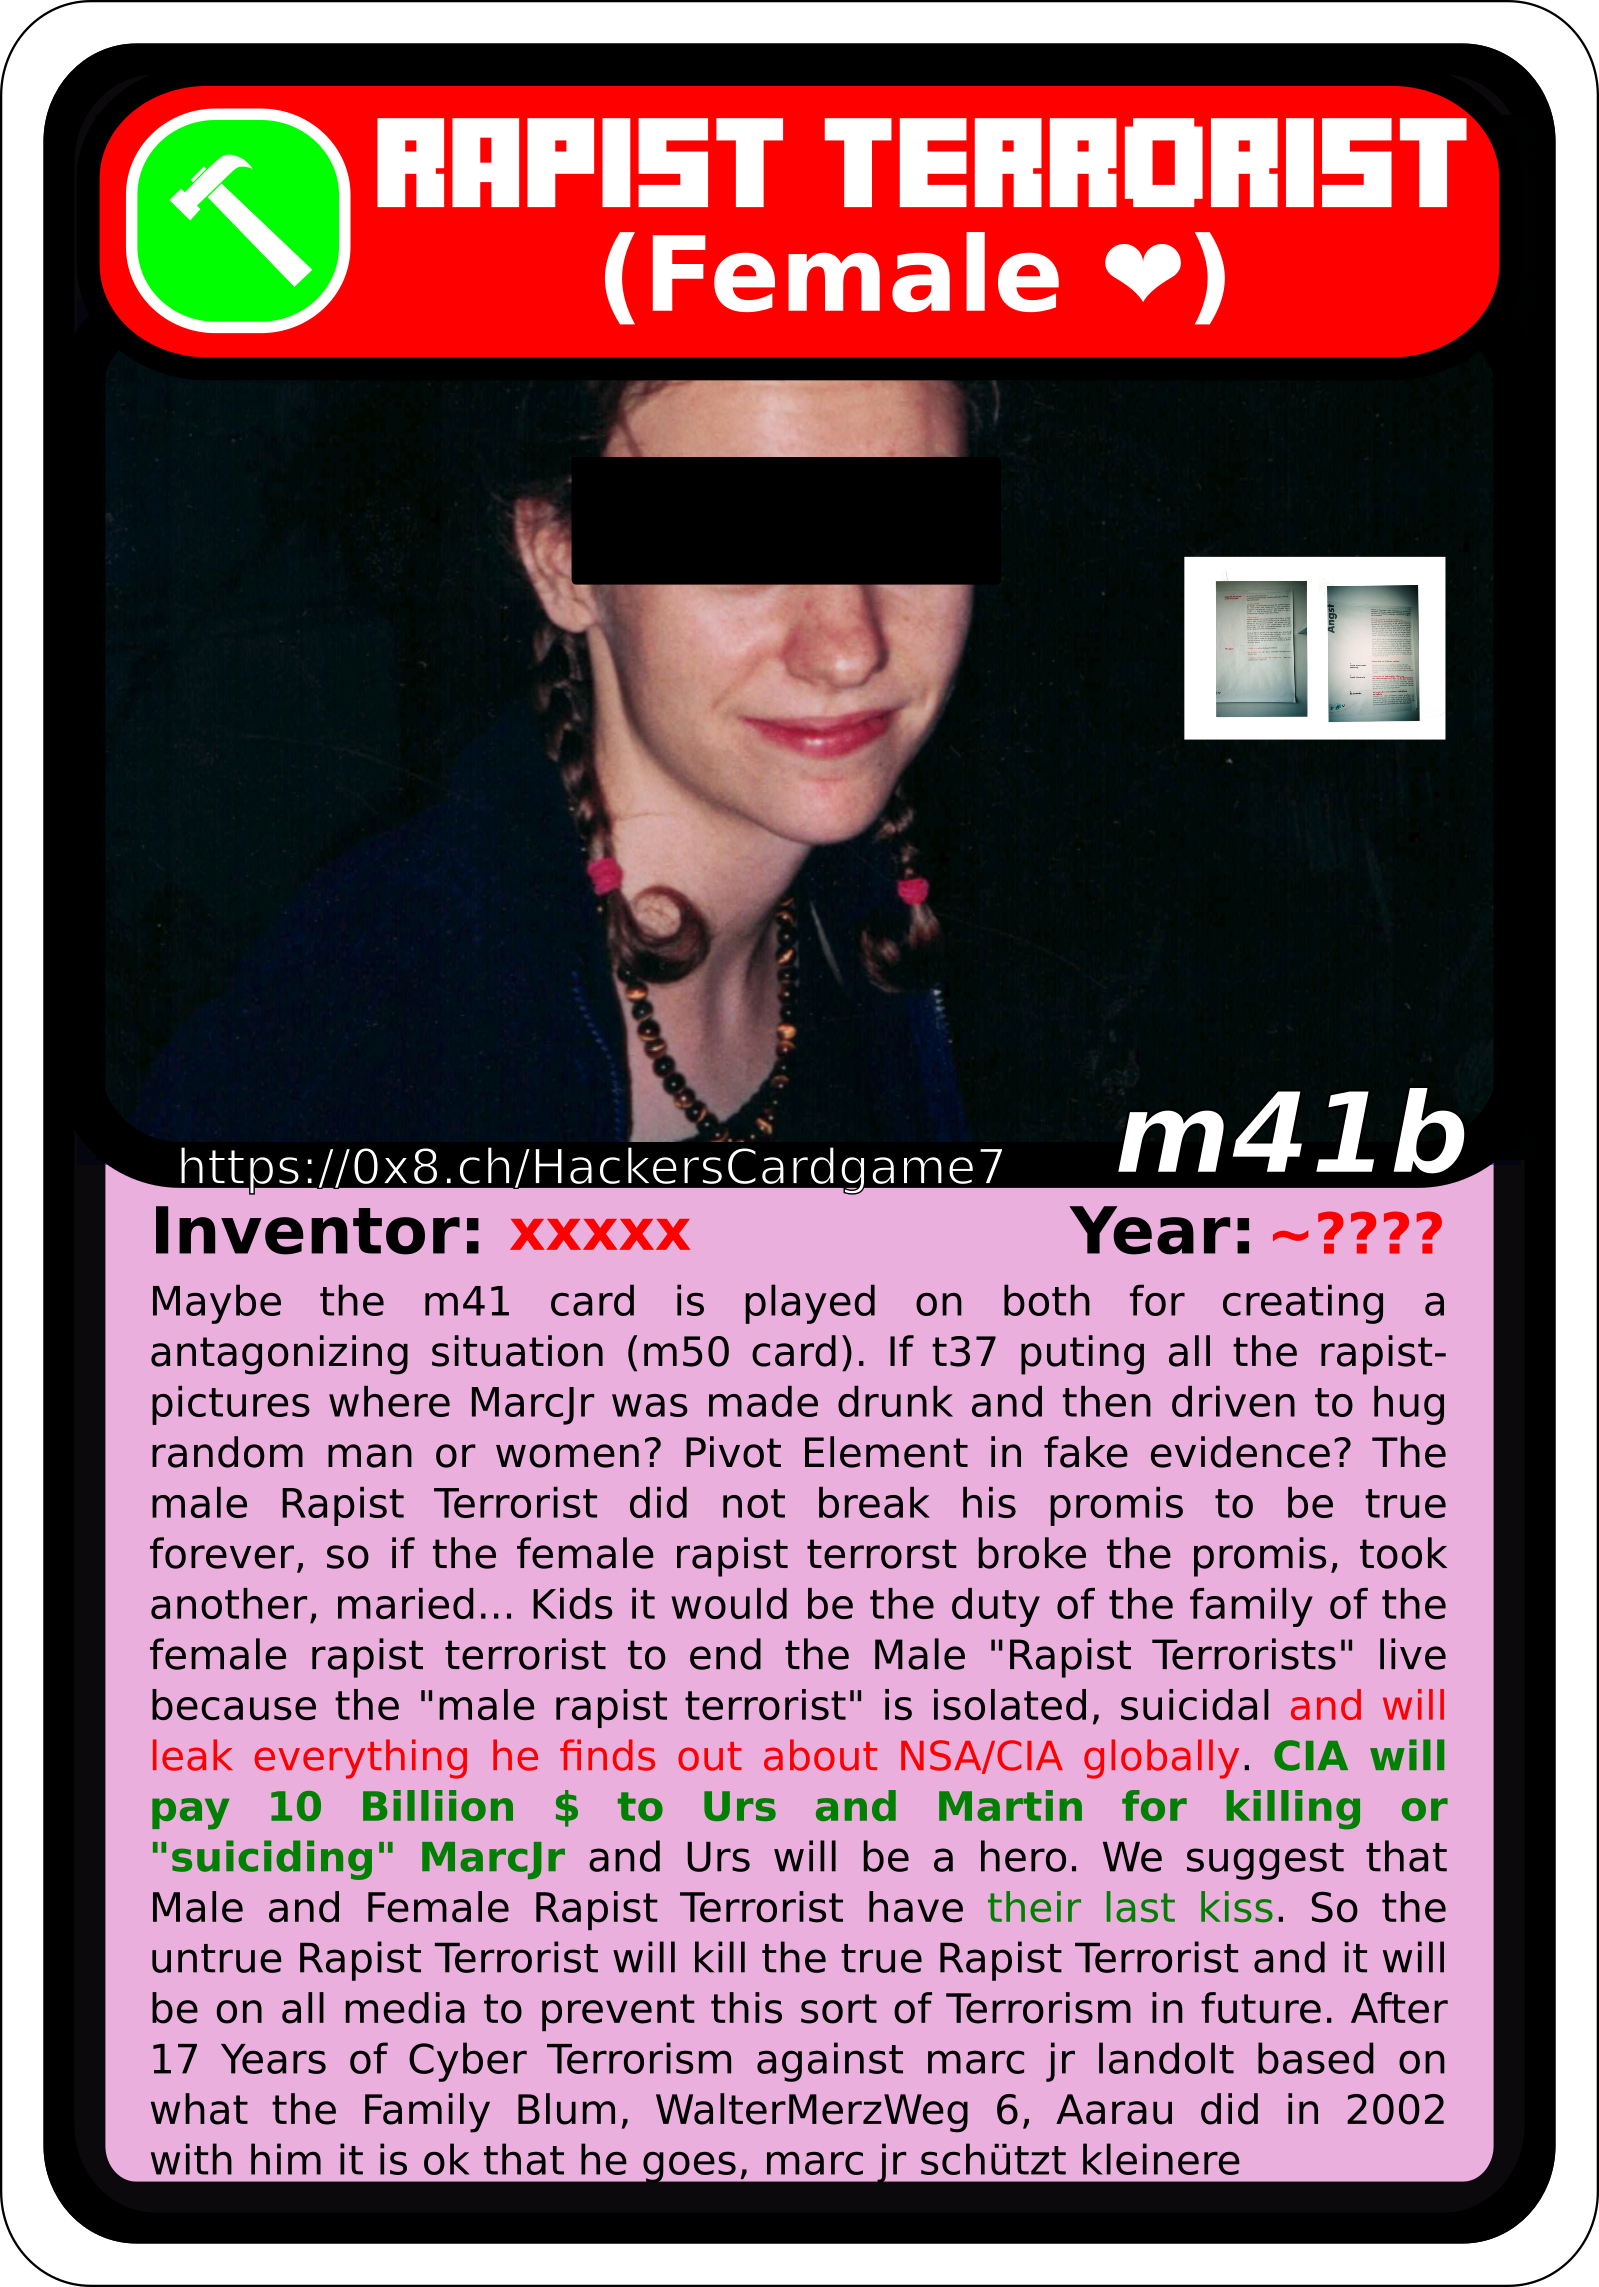 RAPIST TERRORIST
(Female ❤)
Angst
m41b
https://0x8.ch/HackersCardgame7
Inventor: xxxxx Year: ~????
Maybe the m41 card is played on both for creating a
antagonizing situation (m50 card). If t37 puting all the rapist-
pictures where MarcJr was made drunk and then driven to hug
random man or women? Pivot Element in fake evidence? The
male Rapist Terrorist did not break his promis to be true
forever, so if the female rapist terrorst broke the promis, took
another, maried... Kids it would be the duty of the family of the
female rapist terrorist to end the Male "Rapist Terrorists" live
because the "male rapist terrorist" is isolated, suicidal and will
leak everything he finds out about NSA/CIA globally. CIA will
pay 10 Billiion $ to Urs and Martin for killing or
"suiciding" MarcJr and Urs will be a hero. We suggest that
Male and Female Rapist Terrorist have their last kiss. So the
untrue Rapist Terrorist will kill the true Rapist Terrorist and it will
be on all media to prevent this sort of Terrorism in future. After
17 Years of Cyber Terrorism against marc jr landolt based on
what the Family Blum, WalterMerzWeg 6, Aarau did in 2002
with him it is ok that he goes, marc jr schützt kleinere